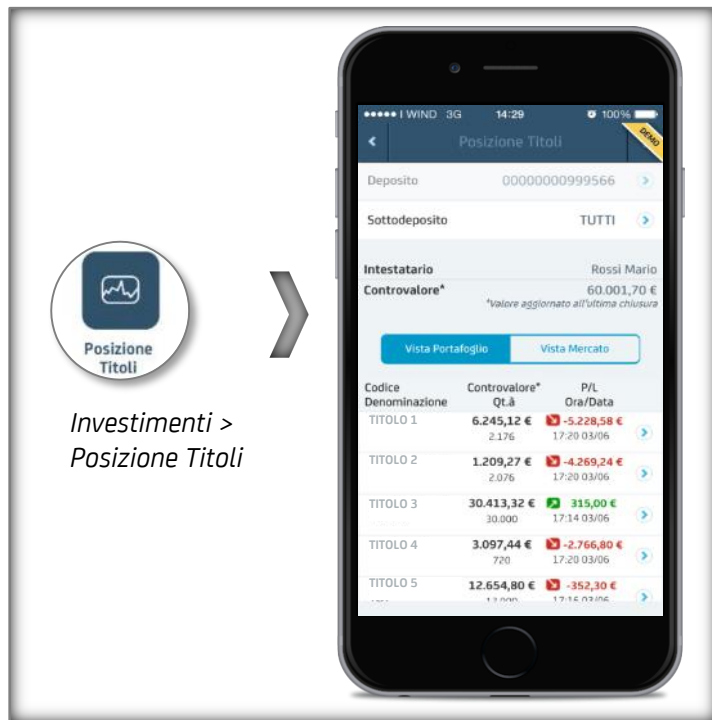 Posizione
Titoli
Investimenti >
Posizione Titoli
●●●●● I WIND 3G 14:29 100%
DEMO
Posizione Titoli
Deposito 00000000999566
Sottodeposito TUTTI
Intestatario Rossi Mario
Controvalore* 60.001,70 €
*Valore aggiornato all'ultima chiusura
Vista Portafoglio Vista Mercato
Codice Controvalore* P/L
Denominazione Qt.à Ora/Data
TITOLO 1 6.245,12 € -5.228,58 €
2.176 17:20 03/06
TITOLO 2 1.209,27 € -4.269,24 €
2.076 17:20 03/06
TITOLO 3 30.413,32 € 315,00 €
30.000 17:14 03/06
TITOLO 4 3.097,44 € -2.766,80 €
720 17:20 03/06
TITOLO 5 12.654,80 € -352,30 €
17:16 03/06